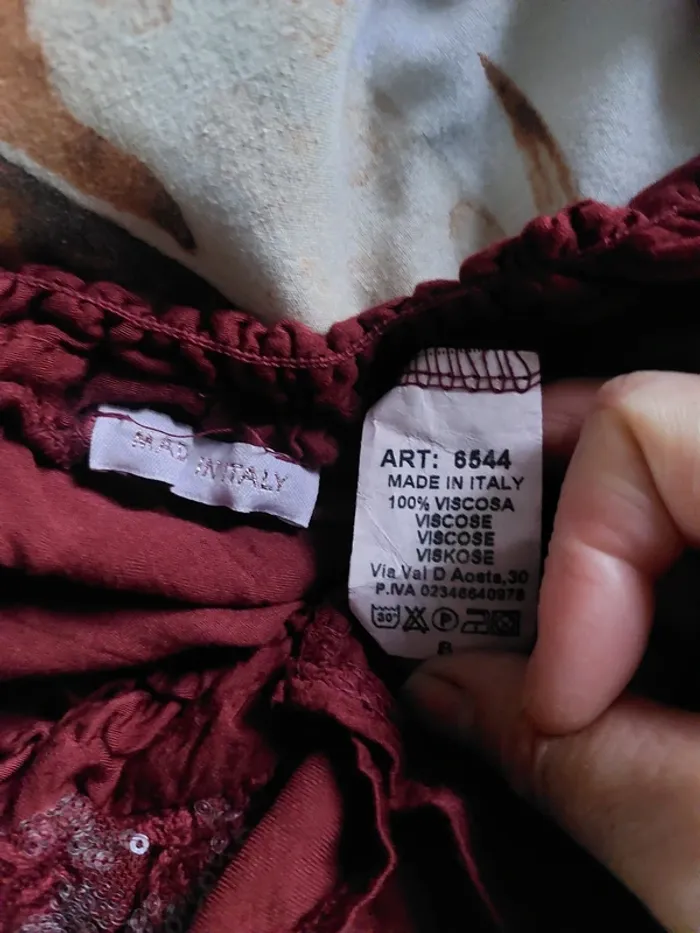 MADE IN ITALY
ART: 6544
MADE IN ITALY
100% VISCOSA
VISCOSE
VISCOSE
VISKOSE
Via Val D Aosta,30
P.IVA 02346640978
30°
P